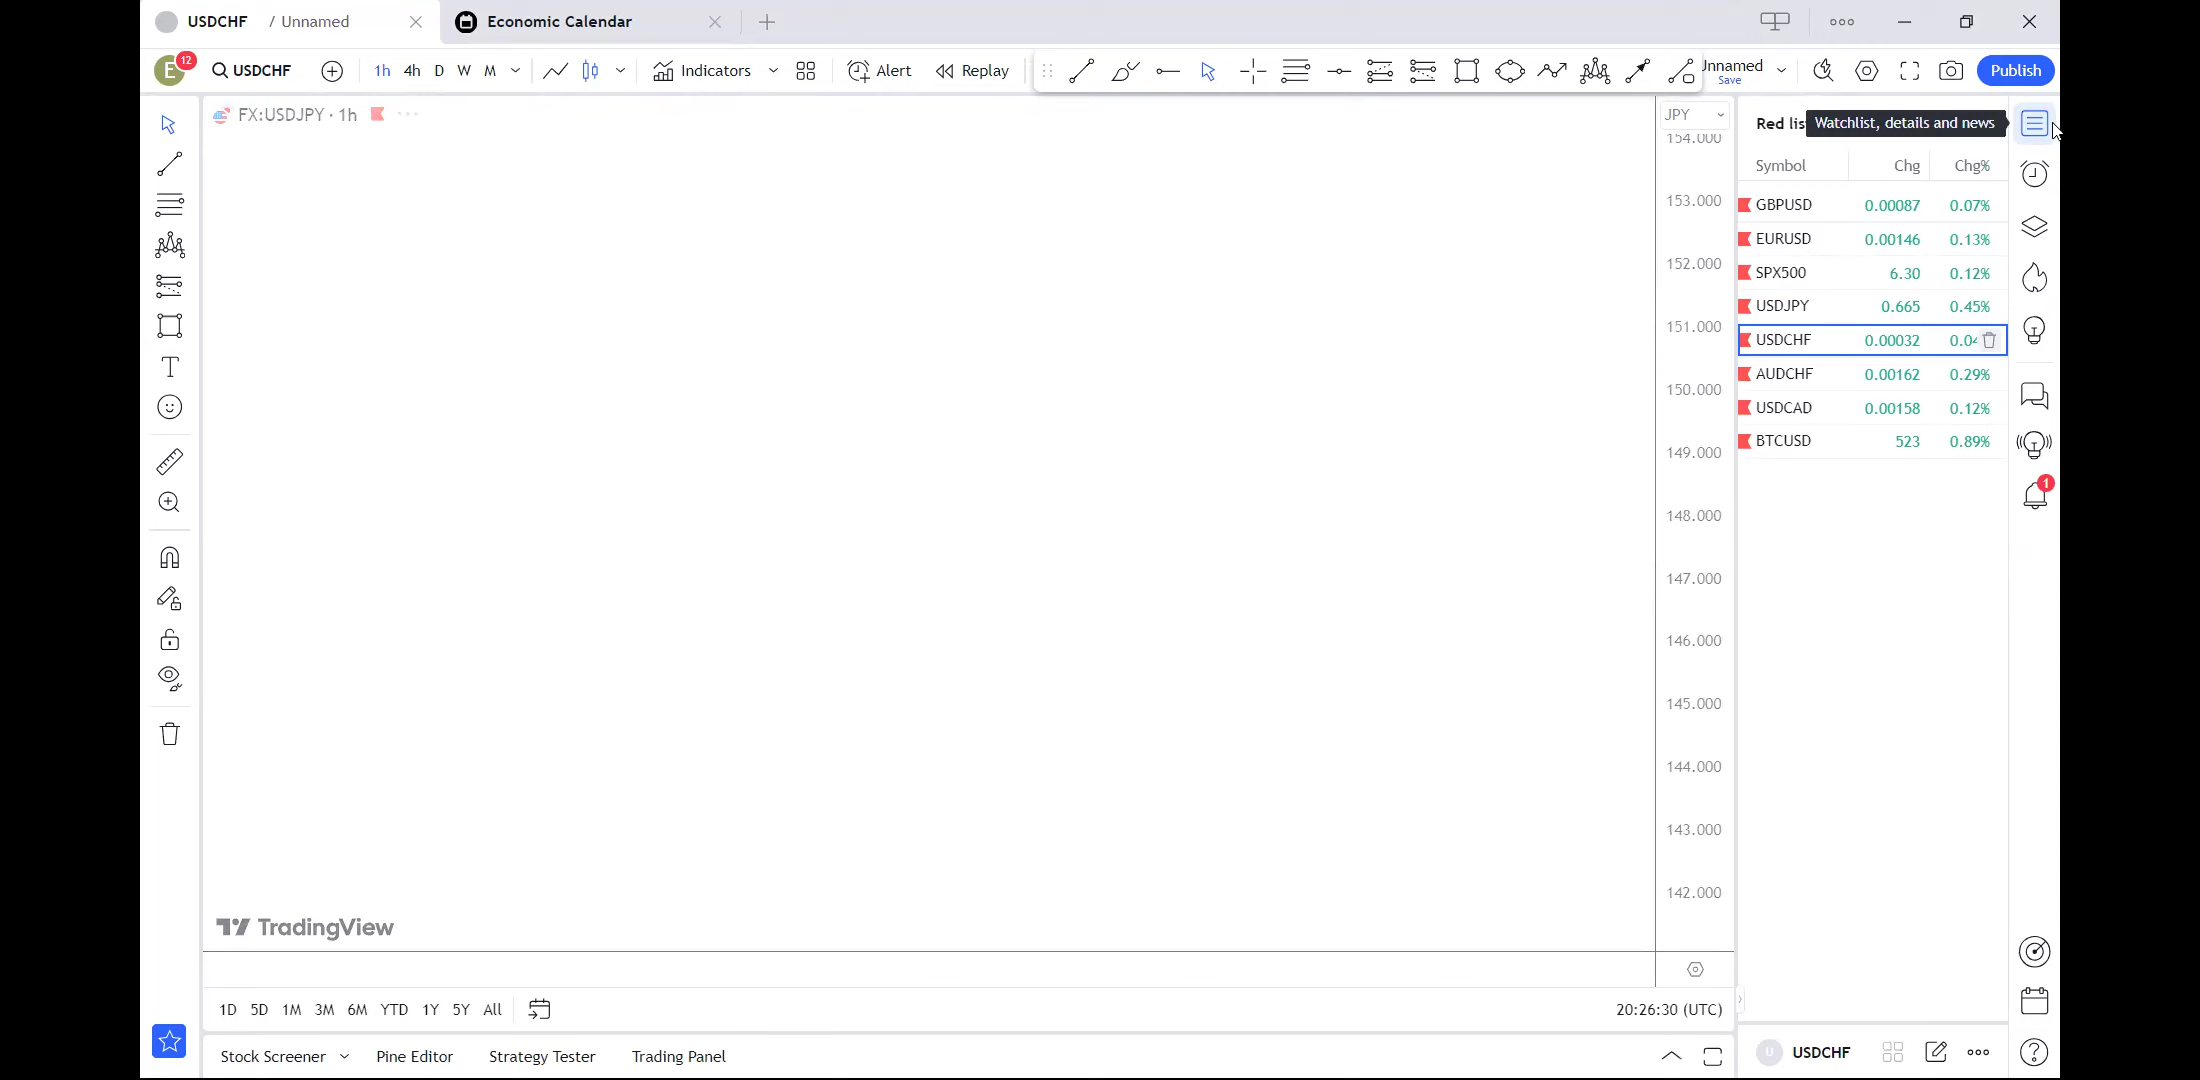 USDCHF / Unnamed
Economic Calendar
E 12
USDCHF
1h 4h D W M
Indicators
Alert
Replay
Save
Publish
FX:USDJPY · 1h
JPY
Watchlist, details and news
Symbol Chg Chg%
GBPUSD 0.00087 0.07%
EURUSD 0.00146 0.13%
SPX500 6.30 0.12%
USDJPY 0.665 0.45%
USDCHF 0.00032
AUDCHF 0.00162 0.29%
USDCAD 0.00158 0.12%
BTCUSD 523 0.89%
1
154.000
153.000
152.000
151.000
150.000
149.000
148.000
147.000
146.000
145.000
144.000
143.000
142.000
TradingView
1D 5D 1M 3M 6M YTD 1Y 5Y All
20:26:30 (UTC)
Stock Screener Pine Editor Strategy Tester Trading Panel
U USDCHF